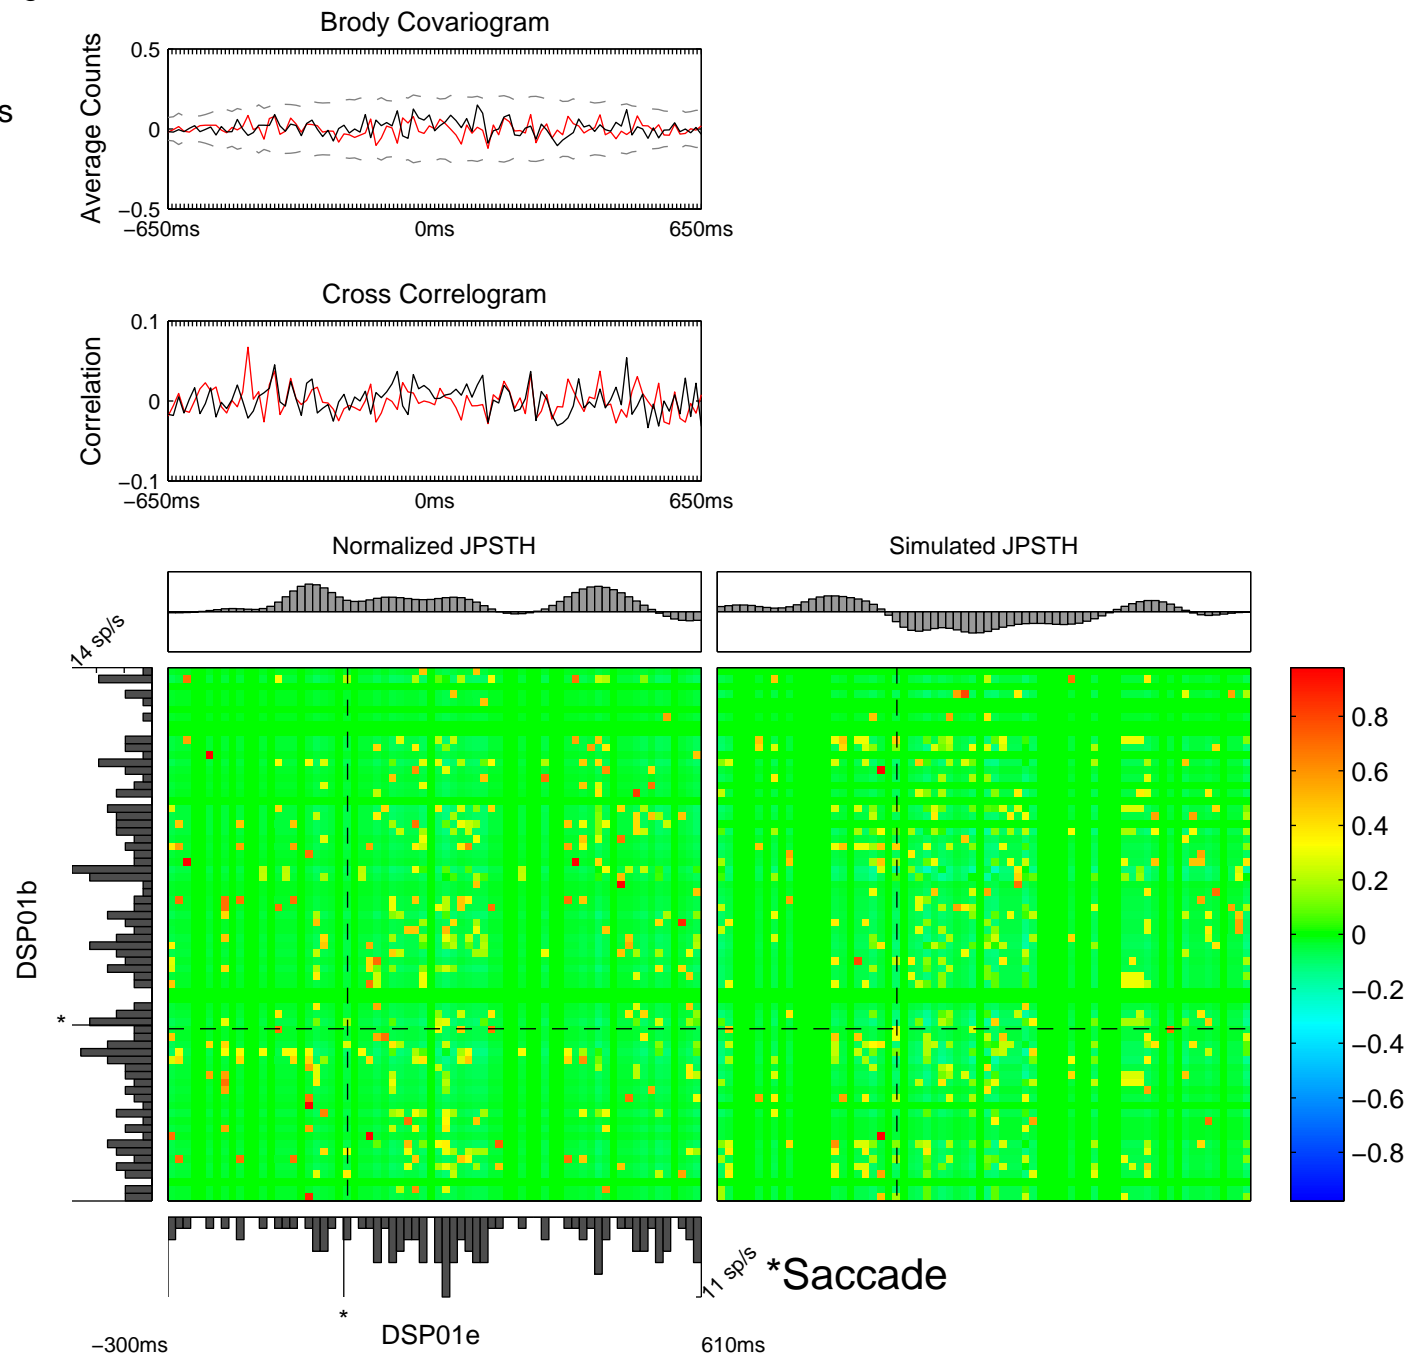 Brody Covariogram
0.5
0
−0.5
Average Counts
s
−650ms
0ms
650ms
Cross Correlogram
0.1
0
−0.1
Correlation
−650ms
0ms
650ms
Normalized JPSTH
Simulated JPSTH
14 sp/s
DSP01b
*
0.8
0.6
0.4
0.2
0
−0.2
−0.4
−0.6
−0.8
11 sp/s
*Saccade
*
DSP01e
−300ms
610ms